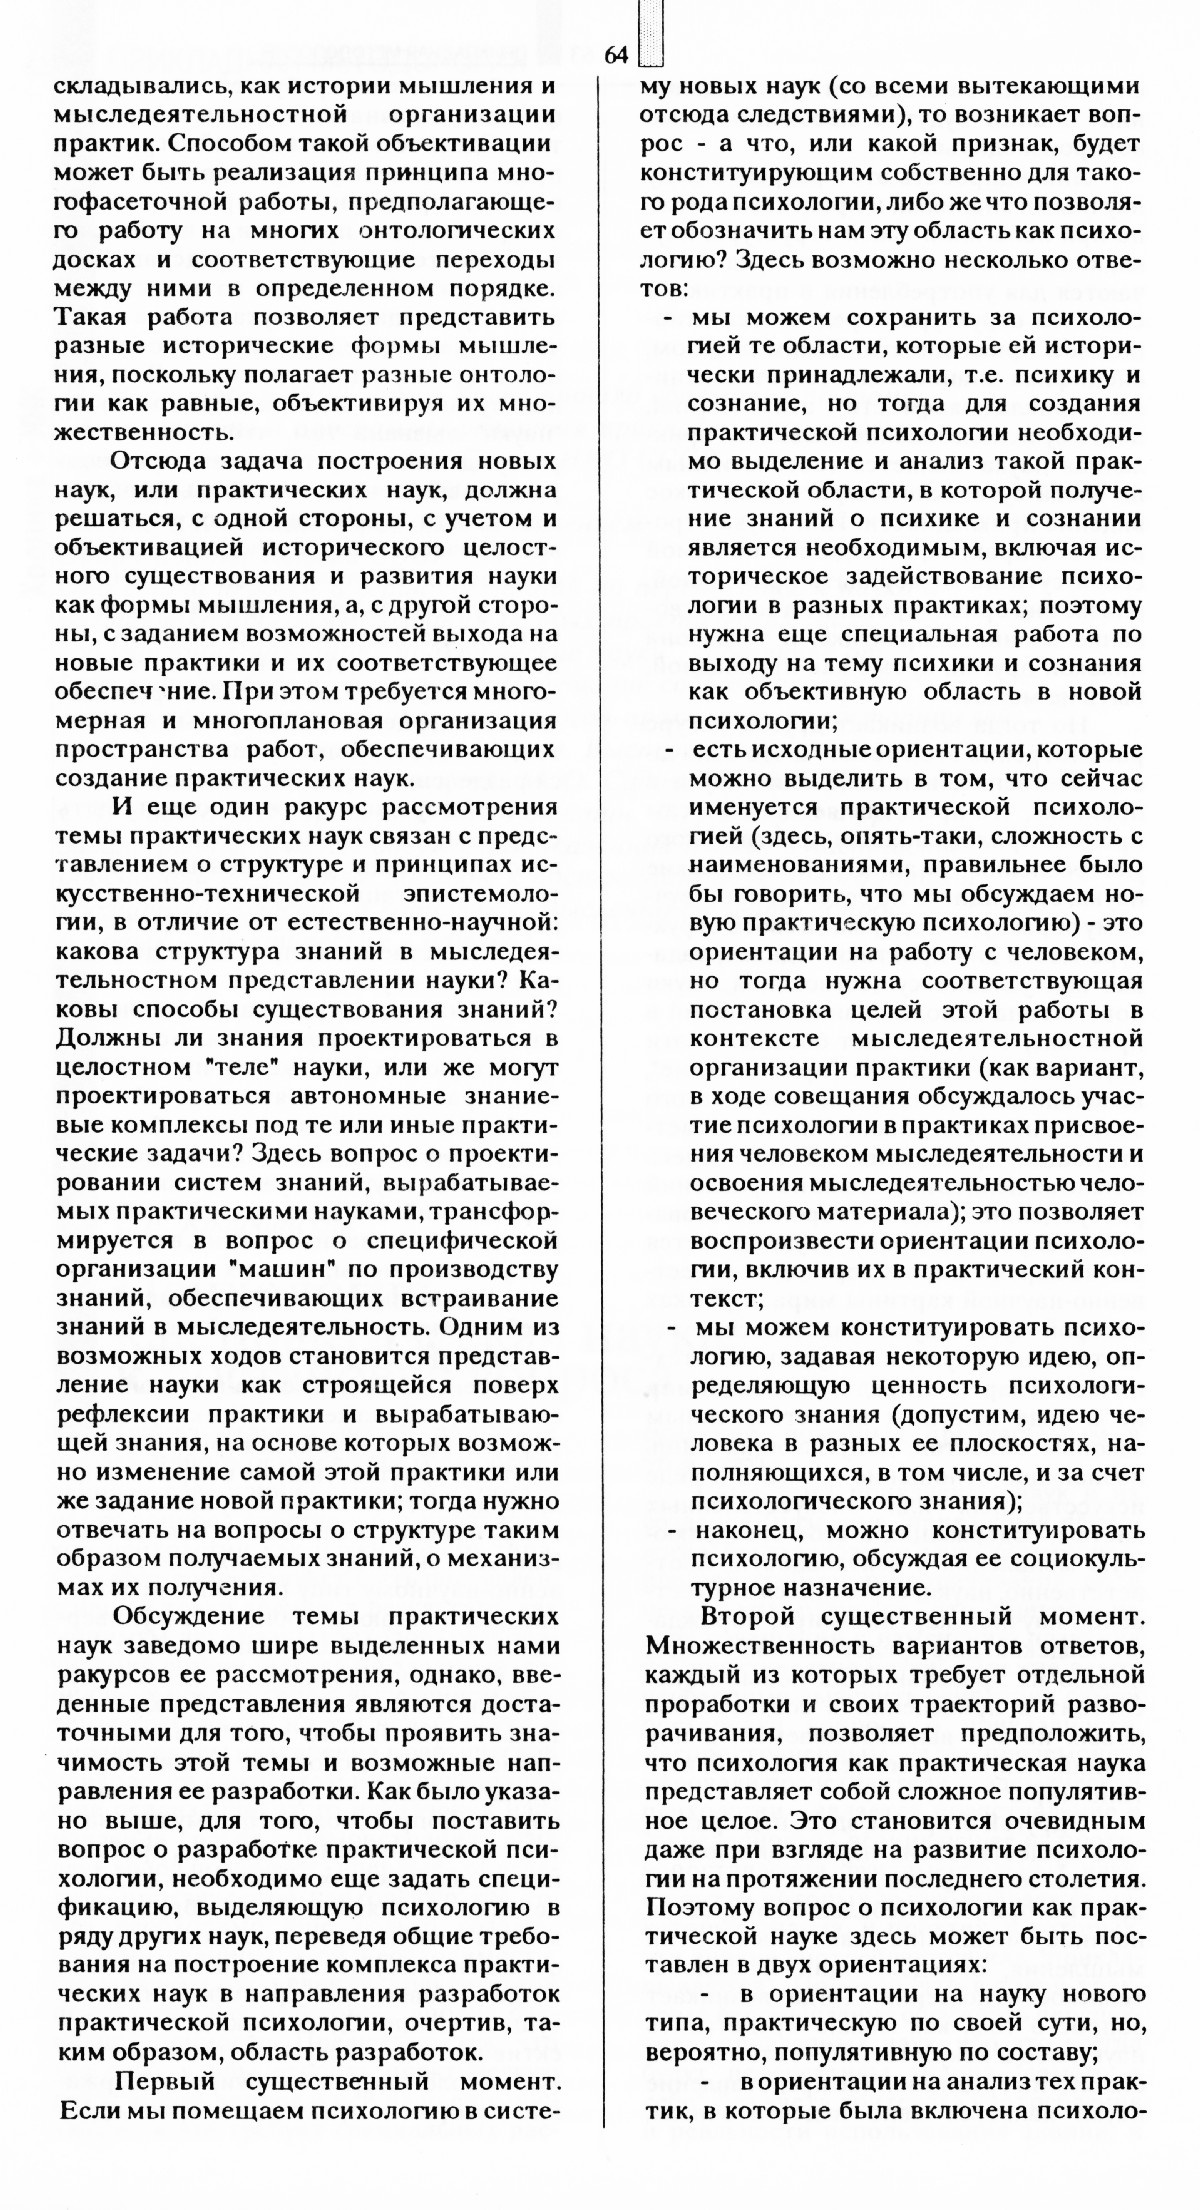 64
складывались, как истории мышления и
мыследеятельностной организации
практик. Способом такой объективации
может быть реализация принципа мно-
гофасеточной работы, предполагающе-
го работу на многих онтологических
досках и соответствующие переходы
между ними в определенном порядке.
Такая работа позволяет представить
разные исторические формы мышле-
ния, поскольку полагает разные онтоло-
гии как равные, объективируя их мно-
жественность.
Отсюда задача построения новых
наук, или практических наук, должна
решаться, с одной стороны, с учетом и
объективацией исторического целост-
ного существования и развития науки
как формы мышления, а, с другой сторо-
ны, с заданием возможностей выхода на
новые практики и их соответствующее
обеспечение. При этом требуется много-
мерная и многоплановая организация
пространства работ, обеспечивающих
создание практических наук.
И еще один ракурс рассмотрения
темы практических наук связан с предс-
тавлением о структуре и принципах ис-
кусственно-технической эпистемоло-
гии, в отличие от естественно-научной:
какова структура знаний в мыследея-
тельностном представлении науки? Ка-
ковы способы существования знаний?
Должны ли знания проектироваться в
целостном "теле" науки, или же могут
проектироваться автономные знание-
вые комплексы под те или иные практи-
ческие задачи? Здесь вопрос о проекти-
ровании систем знаний, вырабатывае-
мых практическими науками, трансфор-
мируется в вопрос о специфической
организации "машин" по производству
знаний, обеспечивающих встраивание
знаний в мыследеятельность. Одним из
возможных ходов становится представ-
ление науки как строящейся поверх
рефлексии практики и вырабатываю-
щей знания, на основе которых возмож-
но изменение самой этой практики или
же задание новой практики; тогда нужно
отвечать на вопросы о структуре таким
образом получаемых знаний, о механиз-
мах их получения.
Обсуждение темы практических
наук заведомо шире выделенных нами
ракурсов ее рассмотрения, однако, вве-
денные представления являются доста-
точными для того, чтобы проявить зна-
чимость этой темы и возможные нап-
равления ее разработки. Как было указа-
но выше, для того, чтобы поставить
вопрос о разработке практической пси-
хологии, необходимо еще задать специ-
фикацию, выделяющую психологию в
ряду других наук, переведя общие требо-
вания на построение комплекса практи-
ческих наук в направления разработок
практической психологии, очертив, та-
ким образом, область разработок.
Первый существенный момент.
Если мы помещаем психологию в систе-
му новых наук (со всеми вытекающими
отсюда следствиями), то возникает воп-
рос - а что, или какой признак, будет
конституирующим собственно для тако-
го рода психологии, либо же что позволя-
ет обозначить нам эту область как психо-
логию? Здесь возможно несколько отве-
тов:
- мы можем сохранить за психоло-
гией те области, которые ей истори-
чески принадлежали, т.е. психику и
сознание, но тогда для создания
практической психологии необходи-
мо выделение и анализ такой прак-
тической области, в которой получе-
ние знаний о психике и сознании
является необходимым, включая ис-
торическое задействование психо-
логии в разных практиках; поэтому
нужна еще специальная работа по
выходу на тему психики и сознания
как объективную область в новой
психологии;
- есть исходные ориентации, которые
можно выделить в том, что сейчас
именуется практической психоло-
гией (здесь, опять-таки, сложность с
наименованиями, правильнее было
бы говорить, что мы обсуждаем но-
вую практическую психологию) - это
ориентации на работу с человеком,
но тогда нужна соответствующая
постановка целей этой работы в
контексте мыследеятельностной
организации практики (как вариант,
в ходе совещания обсуждалось учас-
тие психологии в практиках присвое-
ния человеком мыследеятельности и
освоения мыследеятельностью чело-
веческого материала); это позволяет
воспроизвести ориентации психоло-
гии, включив их в практический кон-
текст;
- мы можем конституировать психо-
логию, задавая некоторую идею, оп-
ределяющую ценность психологи-
ческого знания (допустим, идею че-
ловека в разных ее плоскостях, на-
полняющихся, в том числе, и за счет
психологического знания);
- наконец, можно конституировать
психологию, обсуждая ее социокуль-
турное назначение.
Второй существенный момент.
Множественность вариантов ответов,
каждый из которых требует отдельной
проработки и своих траекторий разво-
рачивания, позволяет предположить,
что психология как практическая наука
представляет собой сложное популятив-
ное целое. Это становится очевидным
даже при взгляде на развитие психоло-
гии на протяжении последнего столетия.
Поэтому вопрос о психологии как прак-
тической науке здесь может быть пос-
тавлен в двух ориентациях:
- в ориентации на науку нового
типа, практическую по своей сути, но,
вероятно, популятивную по составу;
- в ориентации на анализ тех прак-
тик, в которые была включена психоло-